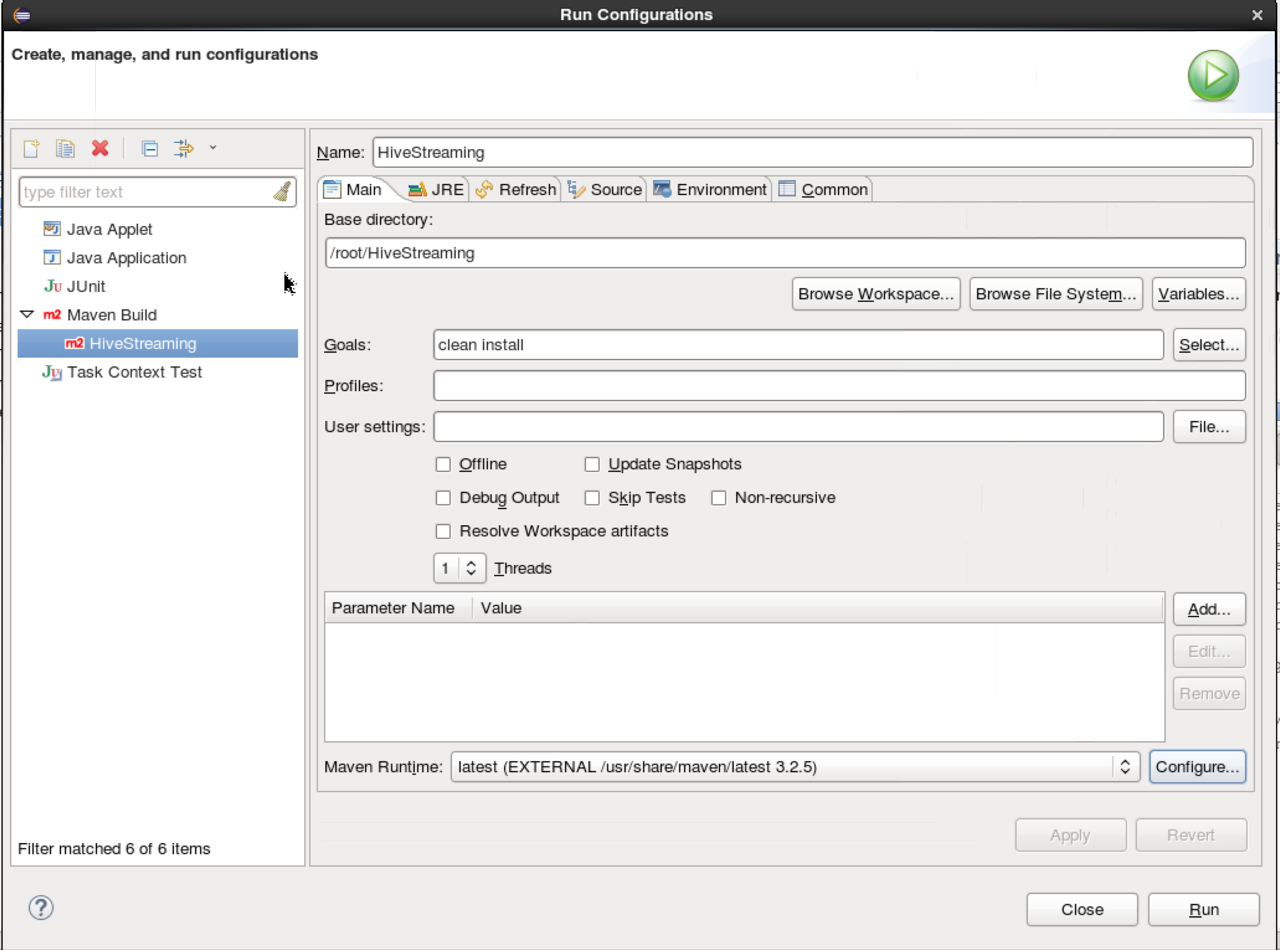 Run Configurations
Create, manage, and run configurations
type filter text
Java Applet
Java Application
JU JUnit
m2 Maven Build
m2 HiveStreaming
JU Task Context Test
Filter matched 6 of 6 items
Name: HiveStreaming
Main JRE Refresh Source Environment Common
Base directory:
/root/HiveStreaming
Browse Workspace... Browse File System... Variables...
Goals: clean install Select...
Profiles:
User settings: File...
Offline Update Snapshots
Debug Output Skip Tests Non-recursive
Resolve Workspace artifacts
1 Threads
Parameter Name Value
Add...
Edit...
Remove
Maven Runtime: latest (EXTERNAL /usr/share/maven/latest 3.2.5) Configure...
Apply Revert
? Close Run